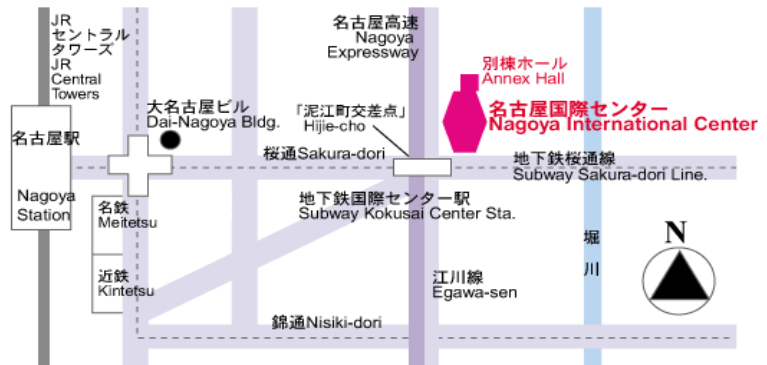 JR
セントラル
タワーズ
JR
Central
Towers
名古屋高速
Nagoya
Expressway
別棟ホール
Annex Hall
大名古屋ビル
Dai-Nagoya Bldg.
「泥江町交差点」
Hijie-cho
名古屋国際センター
Nagoya International Center
名古屋駅
桜通Sakura-dori
地下鉄桜通線
Subway Sakura-dori Line.
Nagoya
Station
名鉄
Meitetsu
地下鉄国際センター駅
Subway Kokusai Center Sta.
堀
川
N
近鉄
Kintetsu
江川線
Egawa-sen
錦通Nisiki-dori